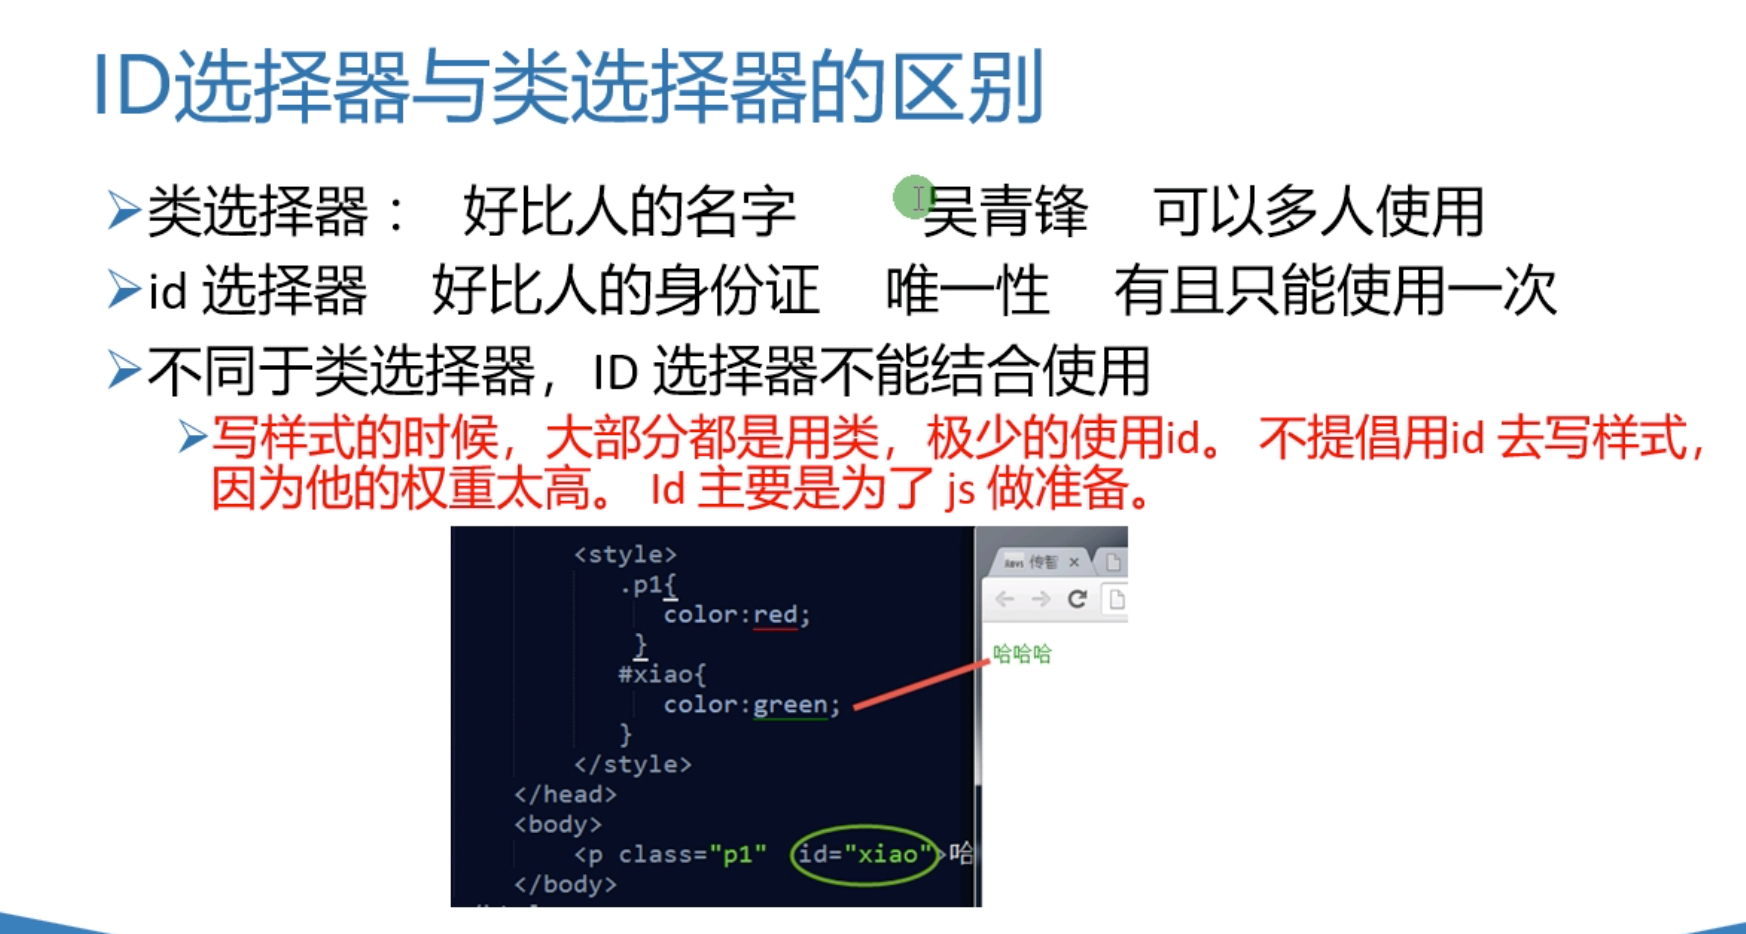 ID选择器与类选择器的区别
类选择器： 好比人的名字 吴青锋 可以多人使用
id 选择器 好比人的身份证 唯一性 有且只能使用一次
不同于类选择器，ID 选择器不能结合使用
写样式的时候，大部分都是用类，极少的使用id。 不提倡用id 去写样式，
因为他的权重太高。 Id 主要是为了 js 做准备。
<style>
.p1{
color:red;
}
#xiao{
color:green;
}
</style>
</head>
<body>
<p class="p1" id="xiao">哈
</body>
传智 ×
哈哈哈